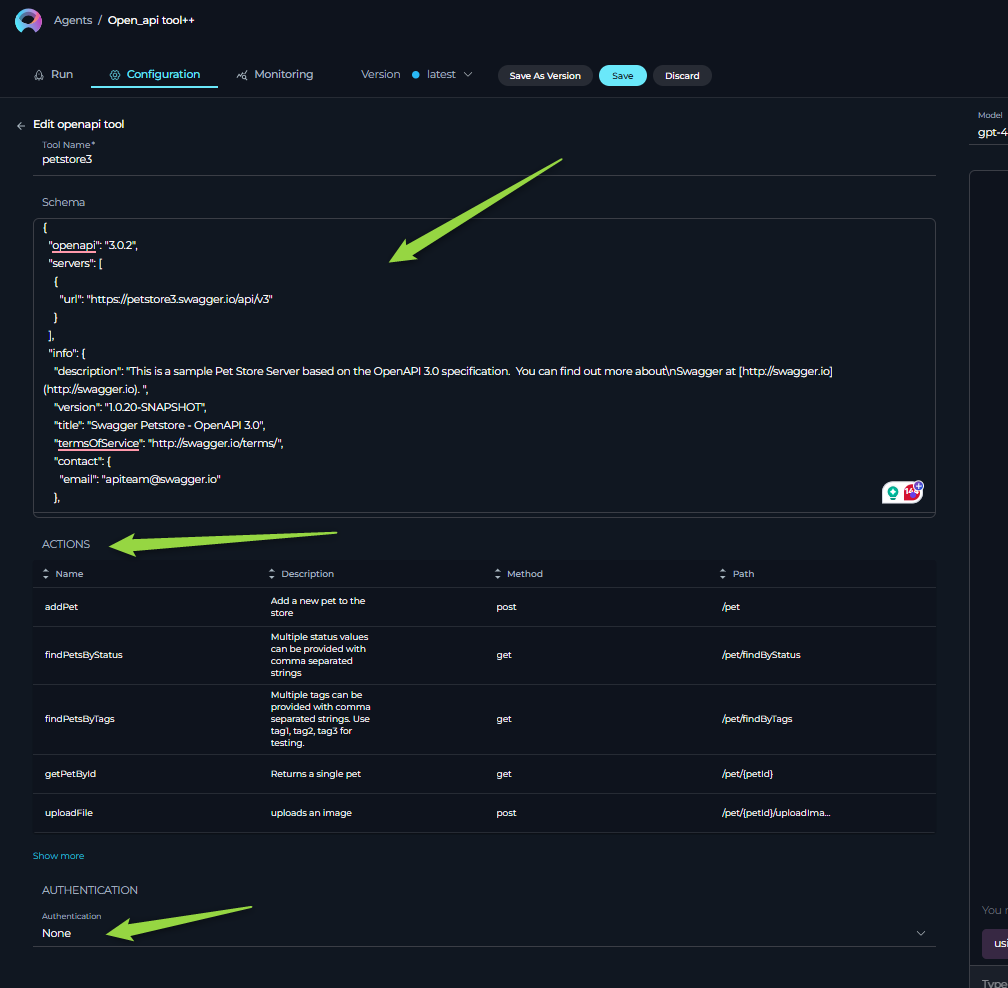 Agents / Open_api tool++
Run
Configuration
Monitoring
Version
latest
Save As Version
Save
Discard
Edit openapi tool
Model
Tool Name*
gpt-4
petstore3
Schema
{
"openapi": "3.0.2",
"servers": [
{
"url": "https://petstore3.swagger.io/api/v3"
}
],
"info": {
"description": "This is a sample Pet Store Server based on the OpenAPI 3.0 specification.  You can find out more about\nSwagger at [http://swagger.io]
(http://swagger.io). ",
"version": "1.0.20-SNAPSHOT",
"title": "Swagger Petstore - OpenAPI 3.0",
"termsOfService": "http://swagger.io/terms/",
"contact": {
"email": "apiteam@swagger.io"
},
ACTIONS
Name Description Method Path
addPet
Add a new pet to the
store
post
/pet
findPetsByStatus
Multiple status values
can be provided with
comma separated
strings
get
/pet/findByStatus
findPetsByTags
Multiple tags can be
provided with comma
separated strings. Use
tag1, tag2, tag3 for
testing.
get
/pet/findByTags
getPetById
Returns a single pet
get
/pet/{petId}
uploadFile
uploads an image
post
/pet/{petId}/uploadIma...
Show more
AUTHENTICATION
Authentication
None
You
Type